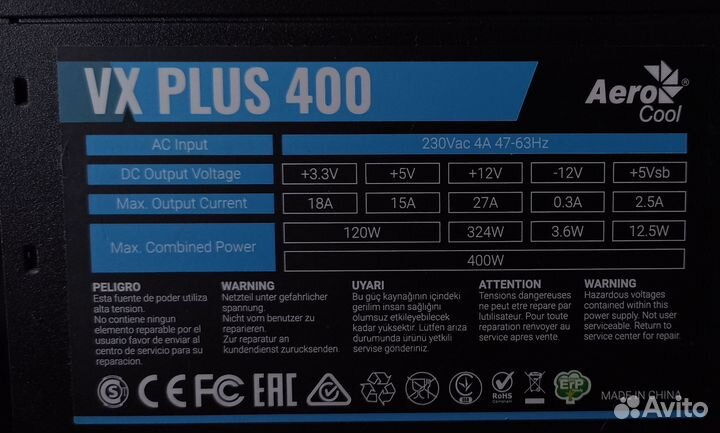 VX PLUS 400
Aero
Cool
®
AC Input 230Vac 4A 47-63Hz
DC Output Voltage +3.3V +5V +12V -12V +5Vsb
Max. Output Current 18A 15A 27A 0.3A 2.5A
Max. Combined Power 120W 324W 3.6W 12.5W
400W
PELIGRO
Esta fuente de poder utiliza
alta tension.
No contiene ningun
elemento reparable por el
usuario favor de enviar al
centro de servicio para su
reparacion.
WARNING
Netzteil unter gefahrlicher
spannung.
Nicht vom benutzer zu
reparieren.
Zur reparatur an
kundendienst zurucksenden.
UYARI
Bu güç kaynağının içindeki
gerilim insan sağlığını
olumsuz etkileyebilecek
kadar yuksektir. Lutfen arıza
durumunda ürünü yetkili
servise gonderiniz.
ATTENTION
Tensions dangereuses
ne peut etre repare par
l'utilisateur. Pour toute
reparation renvoyer au
service apres vente.
WARNING
Hazardous voltages
contained within this
power supply. Not user
serviceable. Return to
service center for repair.
S CE FC EAC RoHS ErP
MADE IN CHINA
Avito